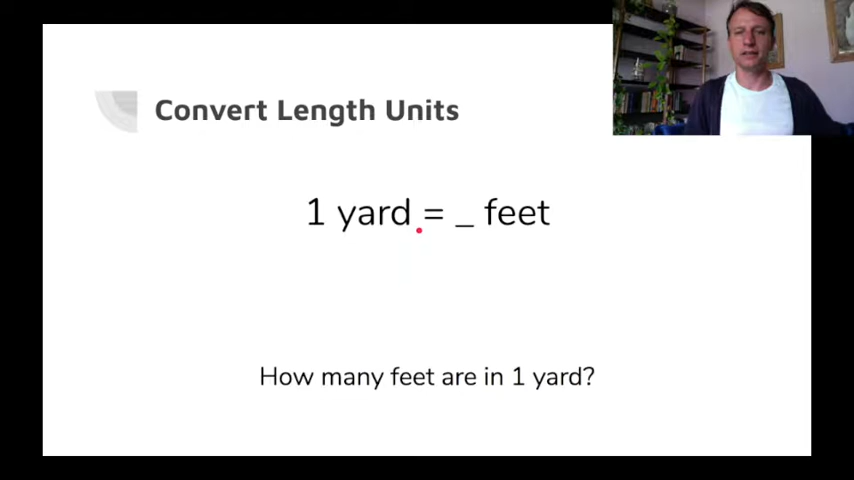 Convert Length Units
1 yard = _ feet
How many feet are in 1 yard?